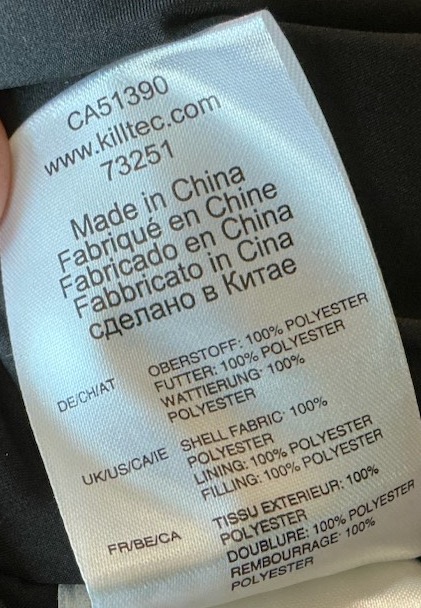 CA51390
www.killtec.com
73251
Made in China
Fabriqué en Chine
Fabricado en China
Fabbricato in Cina
сделано в Китае
DE/CH/AT
OBERSTOFF: 100% POLYESTER
FUTTER: 100% POLYESTER
WATTIERUNG: 100%
POLYESTER
UK/US/CA/IE
SHELL FABRIC: 100%
POLYESTER
LINING: 100% POLYESTER
FILLING: 100% POLYESTER
FR/BE/CA
TISSU EXTERIEUR: 100%
POLYESTER
DOUBLURE: 100% POLYESTER
REMBOURRAGE: 100%
POLYESTER